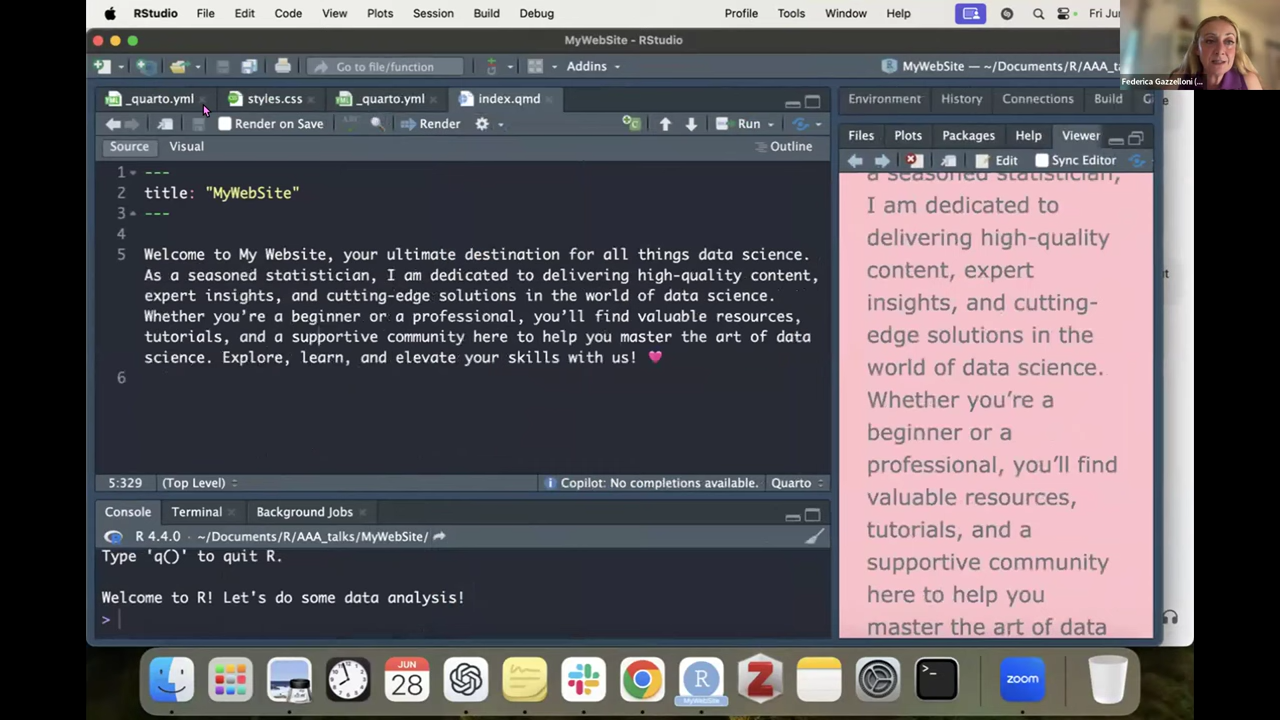 RStudio File Edit Code View Plots Session Build Debug Profile Tools Window Help Fri Jun
MyWebSite - RStudio
Go to file/function Addins MyWebSite — ~/Documents/R/AAA_talks/
Federica Gazzelloni (...
_quarto.yml styles.css _quarto.yml index.qmd
Render on Save Render Run
Source Visual Outline
1 ---
2 title: "MyWebSite"
3 ---
4
5 Welcome to My Website, your ultimate destination for all things data science.
As a seasoned statistician, I am dedicated to delivering high-quality content,
expert insights, and cutting-edge solutions in the world of data science.
Whether you’re a beginner or a professional, you’ll find valuable resources,
tutorials, and a supportive community here to help you master the art of data
science. Explore, learn, and elevate your skills with us! 💗
6
5:329 (Top Level) Copilot: No completions available. Quarto
Console Terminal Background Jobs
R 4.4.0 · ~/Documents/R/AAA_talks/MyWebSite/
Type 'q()' to quit R.
Welcome to R! Let's do some data analysis!
>
Environment History Connections Build
Files Plots Packages Help Viewer
Edit Sync Editor
a seasoned statistician,
I am dedicated to
delivering high-quality
content, expert
insights, and cutting-
edge solutions in the
world of data science.
Whether you’re a
beginner or a
professional, you’ll find
valuable resources,
tutorials, and a
supportive community
here to help you
master the art of data
JUN
28
MyWebSite
zoom